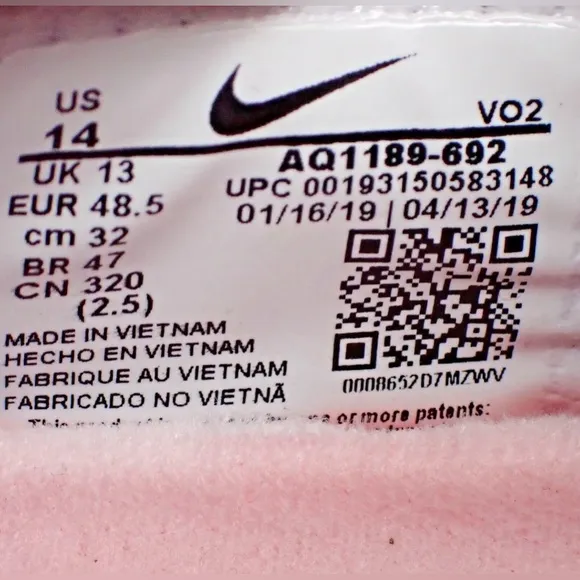 US
14
VO2
UK 13
AQ1189-692
EUR 48.5
UPC 00193150583148
cm 32
01/16/19 | 04/13/19
BR 47
CN 320
(2.5)
MADE IN VIETNAM
HECHO EN VIETNAM
FABRIQUE AU VIETNAM
FABRICADO NO VIETNÃ
0008652D7MZWV
This or more patents: